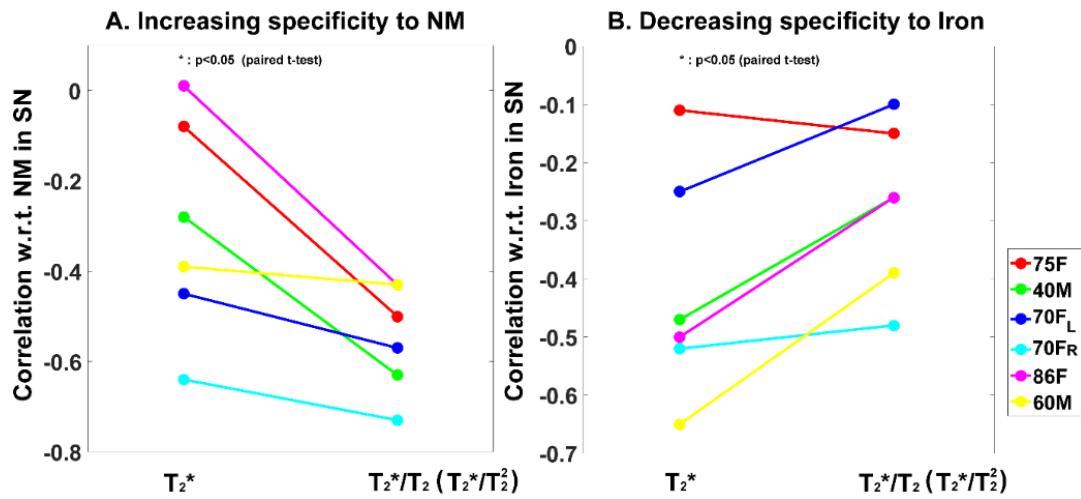 A. Increasing specificity to NM
* : p<0.05 (paired t-test)
Correlation w.r.t. NM in SN
0
-0.2
-0.4
-0.6
-0.8
T₂*
T₂*/T₂ (T₂*/T₂²)
B. Decreasing specificity to Iron
* : p<0.05 (paired t-test)
Correlation w.r.t. Iron in SN
0
-0.1
-0.2
-0.3
-0.4
-0.5
-0.6
-0.7
T₂*
T₂*/T₂ (T₂*/T₂²)
75F
40M
70F_L
70FR
86F
60M